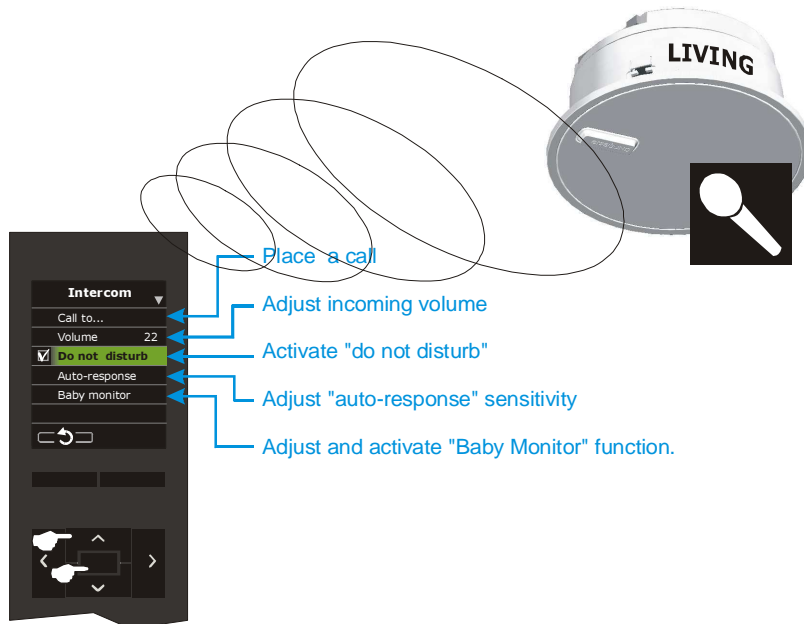 LIVING
Place a call
Intercom
Adjust incoming volume
Call to...
Volume 22
Activate "do not disturb"
Do not disturb
Auto-response
Adjust "auto-response" sensitivity
Baby monitor
Adjust and activate "Baby Monitor" function.